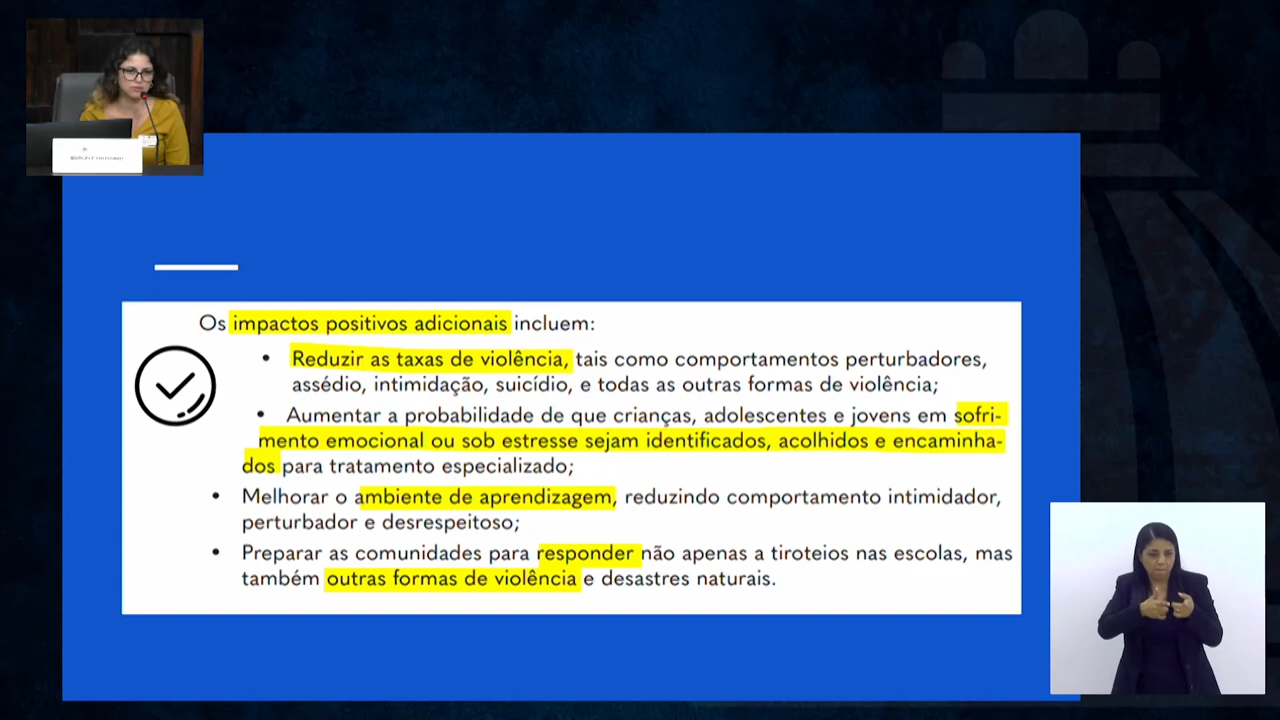 Os impactos positivos adicionais incluem:
• Reduzir as taxas de violência, tais como comportamentos perturbadores,
assédio, intimidação, suicídio, e todas as outras formas de violência;
• Aumentar a probabilidade de que crianças, adolescentes e jovens em sofri-
mento emocional ou sob estresse sejam identificados, acolhidos e encaminha-
dos para tratamento especializado;
• Melhorar o ambiente de aprendizagem, reduzindo comportamento intimidador,
perturbador e desrespeitoso;
• Preparar as comunidades para responder não apenas a tiroteios nas escolas, mas
também outras formas de violência e desastres naturais.